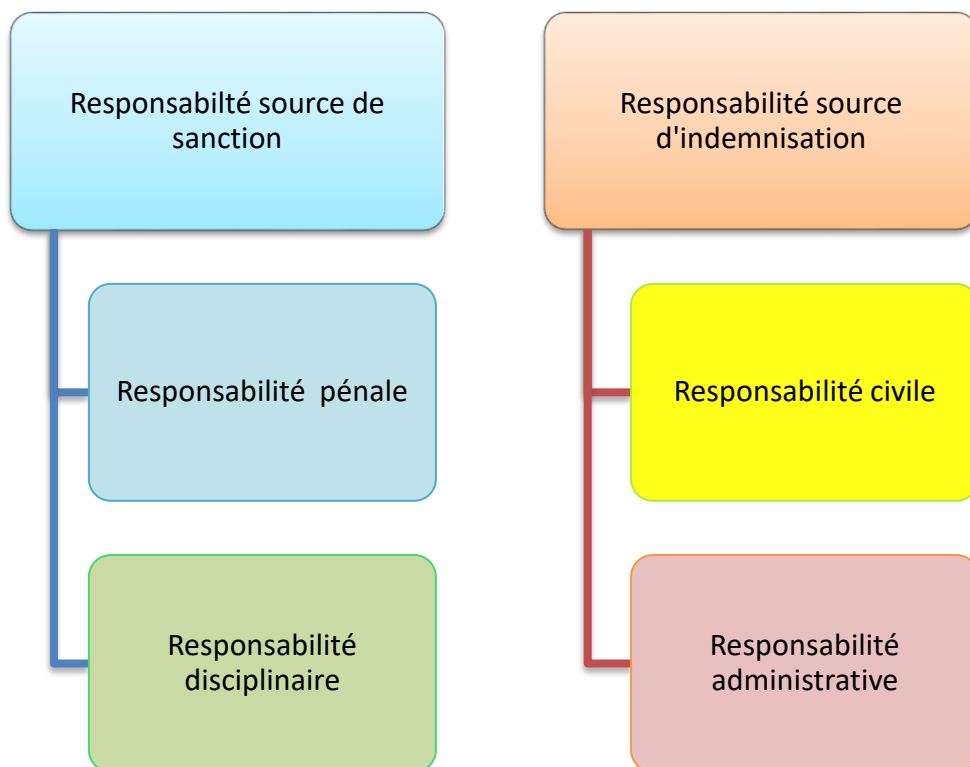 Responsabilté source de
sanction
Responsabilité pénale
Responsabilité
disciplinaire
Responsabilité source
d'indemnisation
Responsabilité civile
Responsabilité
administrative